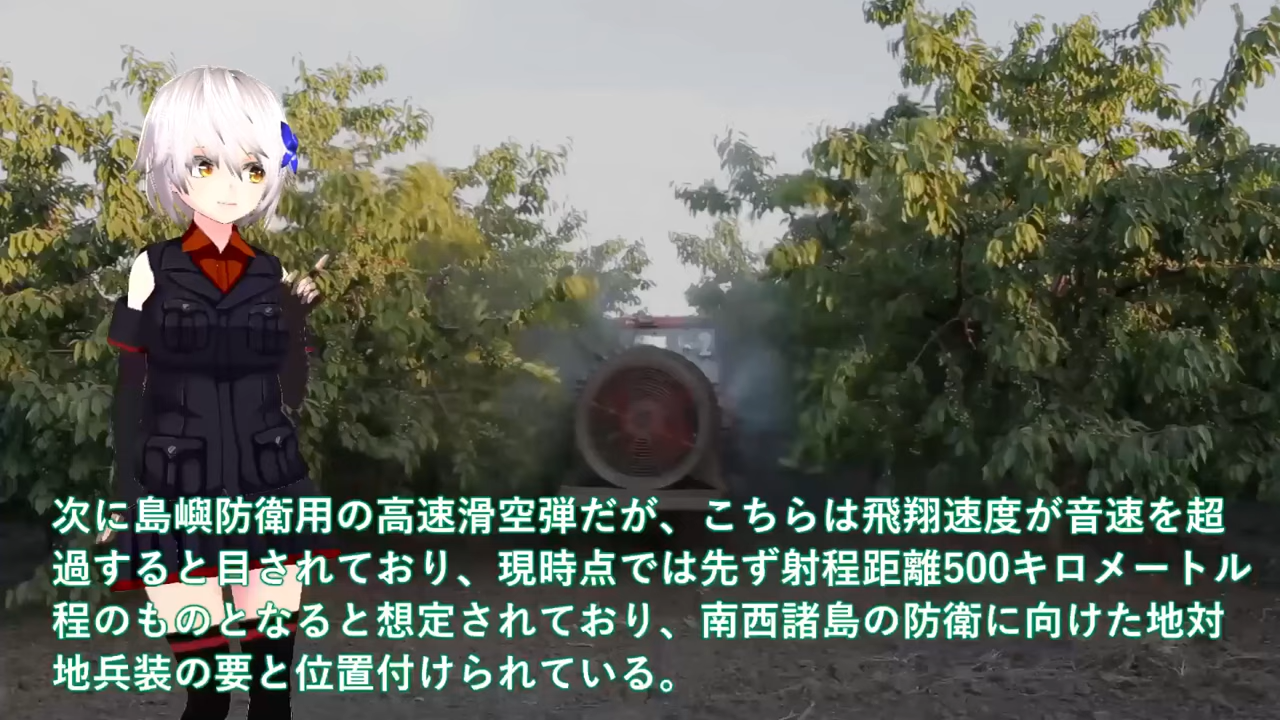 次に島嶼防衛用の高速滑空弾だが、こちらは飛翔速度が音速を超
過すると目されており、現時点では先ず射程距離500キロメートル
程のものとなると想定されており、南西諸島の防衛に向けた地対
地兵装の要と位置付けられている。